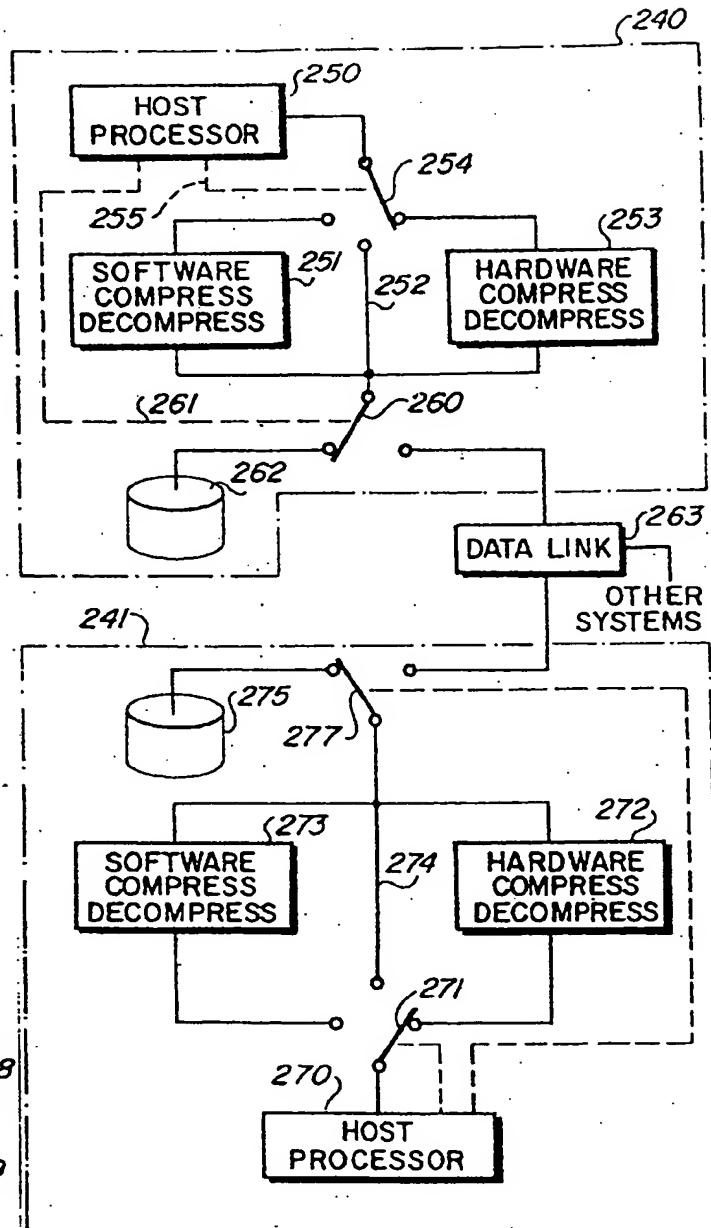 240
250
HOST
PROCESSOR
254
255
253
SOFTWARE
COMPRESS
DECOMPRESS
251
252
HARDWARE
COMPRESS
DECOMPRESS
261
260
262
263
DATA LINK
OTHER
SYSTEMS
241
275
277
273
SOFTWARE
COMPRESS
DECOMPRESS
274
272
HARDWARE
COMPRESS
DECOMPRESS
271
270
HOST
PROCESSOR
8